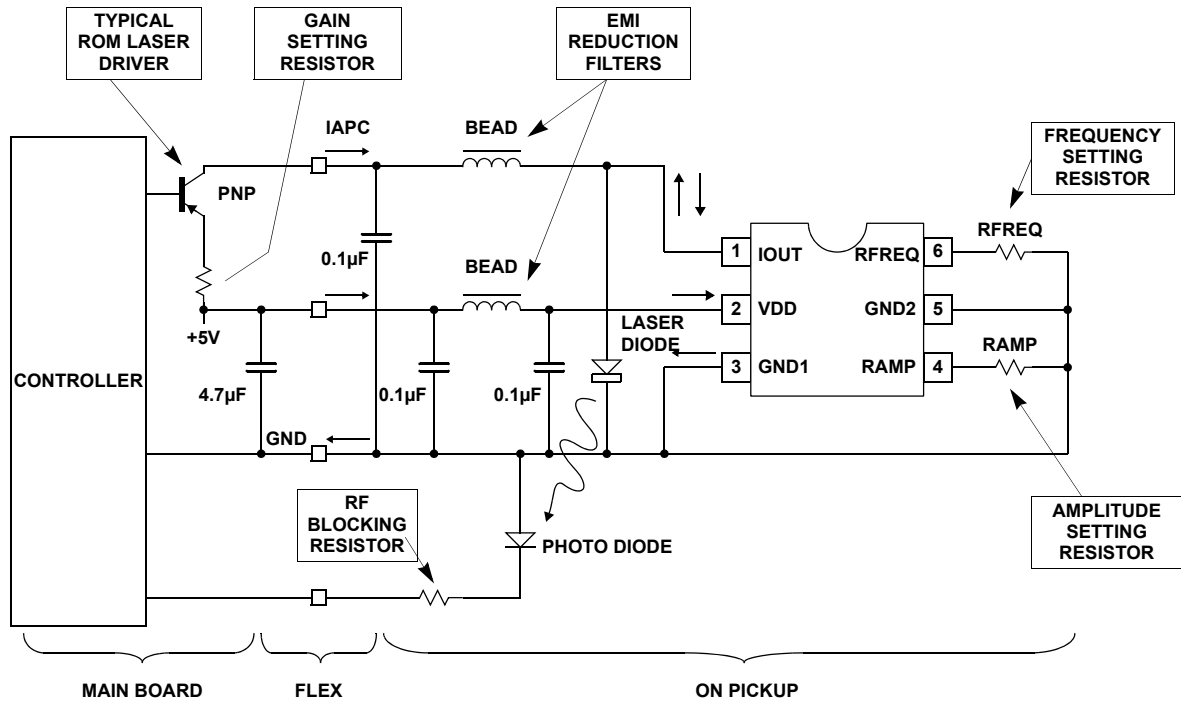 TYPICAL
ROM LASER
DRIVER
GAIN
SETTING
RESISTOR
EMI
REDUCTION
FILTERS
IAPC
BEAD
FREQUENCY
SETTING
RESISTOR
PNP
0.1µF
BEAD
1
IOUT
RFREQ
6
RFREQ
2
VDD
GND2
5
3
GND1
RAMP
4
RAMP
+5V
LASER
DIODE
CONTROLLER
4.7µF
0.1µF
0.1µF
GND
RF
BLOCKING
RESISTOR
PHOTO DIODE
AMPLITUDE
SETTING
RESISTOR
MAIN BOARD
FLEX
ON PICKUP